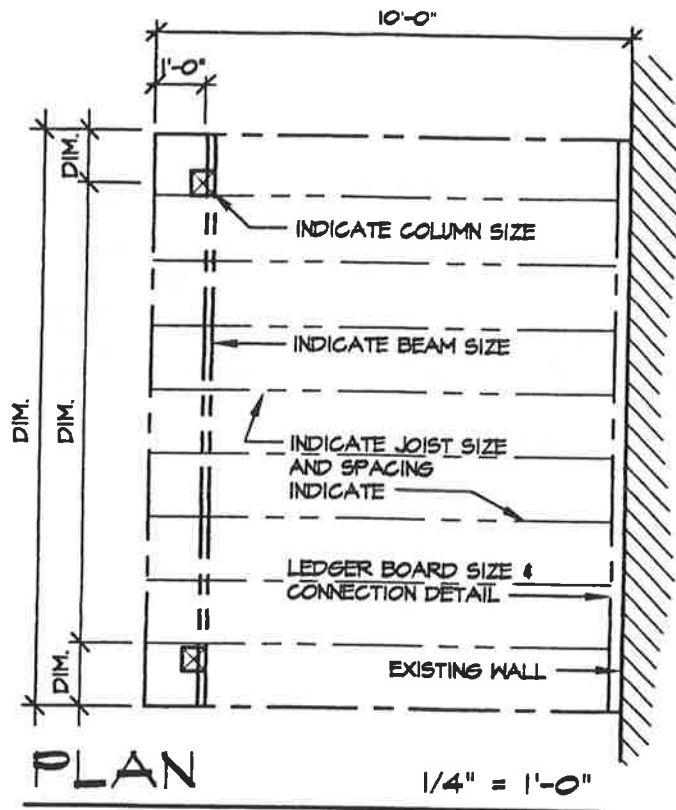 10'-0"
1'-0"
DIM.
DIM.
DIM.
DIM.
INDICATE COLUMN SIZE
INDICATE BEAM SIZE
INDICATE JOIST SIZE
AND SPACING
INDICATE
LEDGER BOARD SIZE &
CONNECTION DETAIL
EXISTING WALL
PLAN
1/4" = 1'-0"